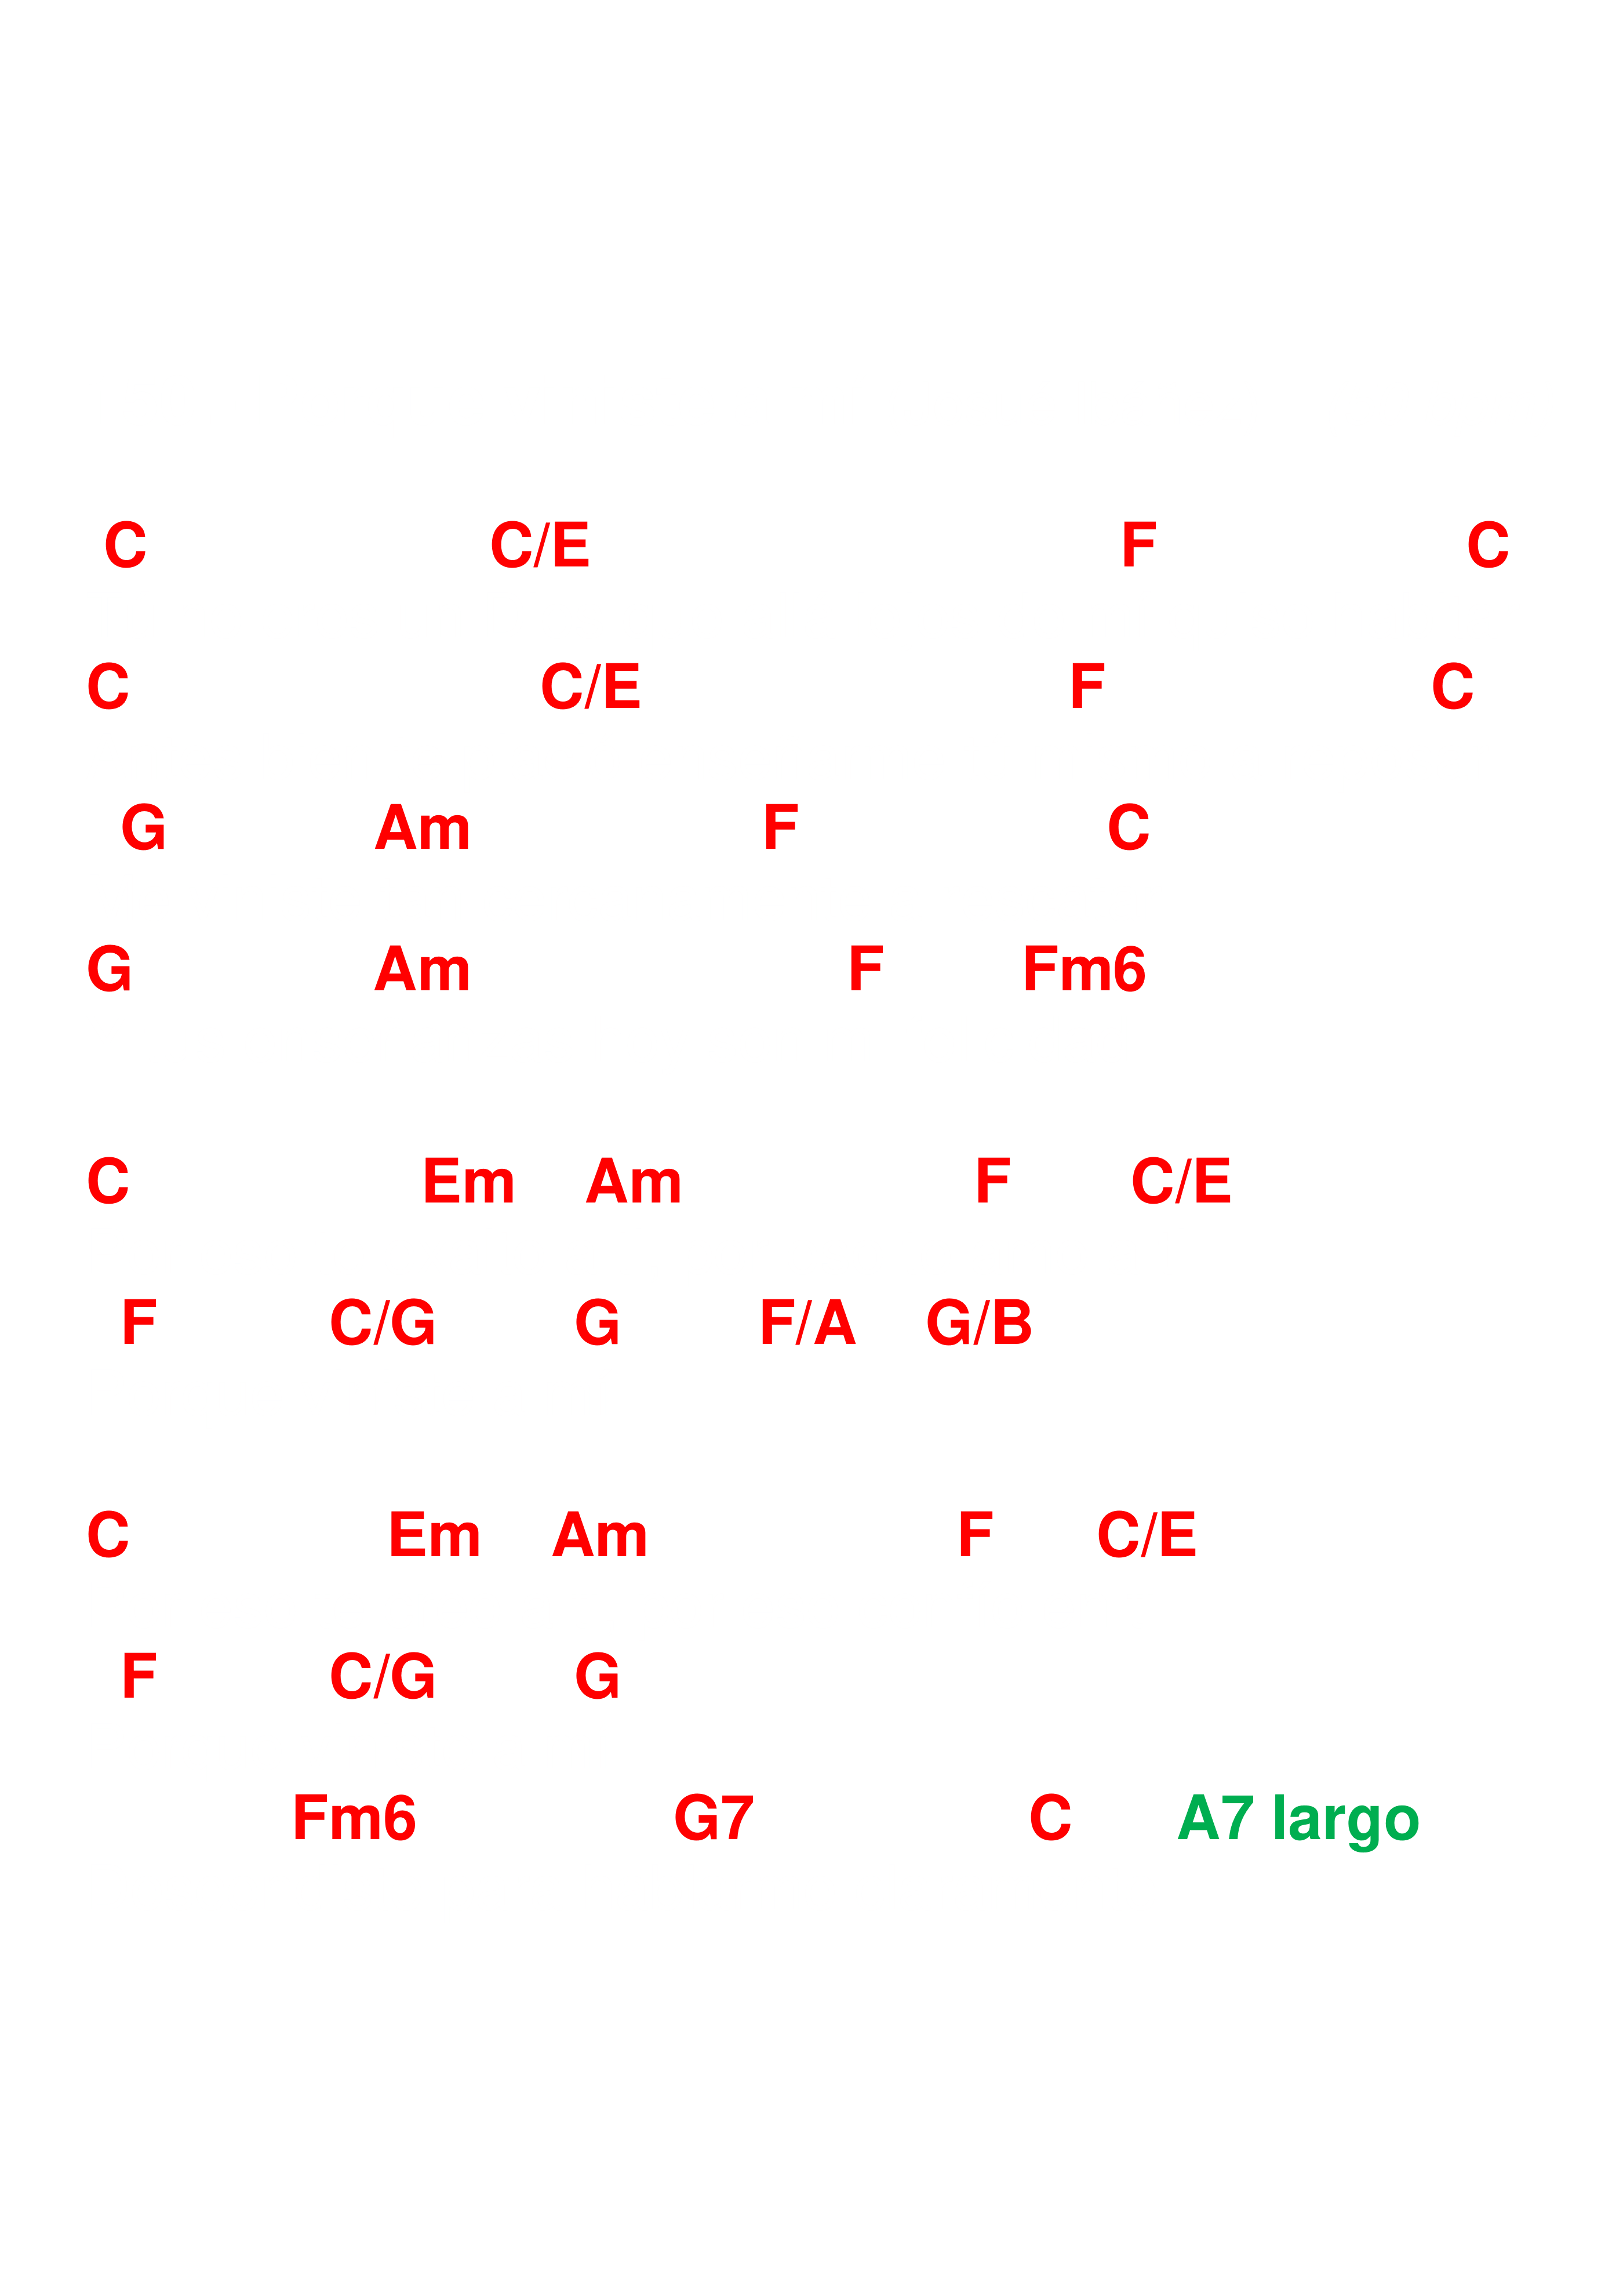 C C/E F C
C C/E F C
G Am F C
G Am F Fm6
C Em Am F C/E
F C/G G F/A G/B
C Em Am F C/E
F C/G G
Fm6 G7 C A7 largo